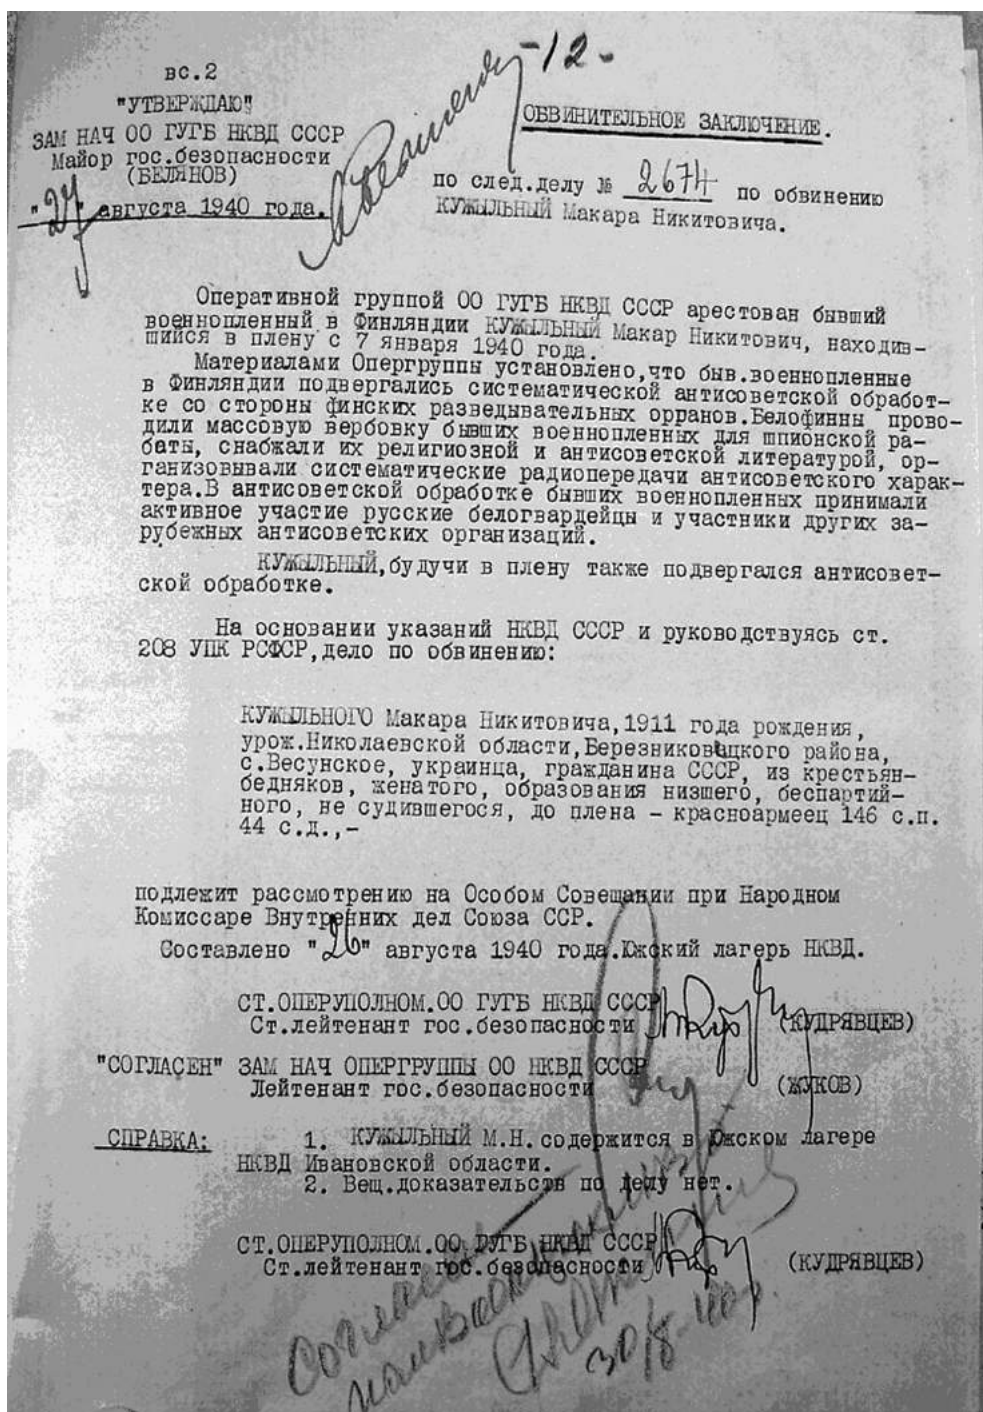 -12-
вс.2
"УТВЕРЖДАЮ"
ЗАМ НАЧ ОО ГУГБ НКВД СССР
Майор гос.безопасности
(БЕЛЯНОВ)
"27" августа 1940 года.
ОБВИНИТЕЛЬНОЕ ЗАКЛЮЧЕНИЕ.
по след.делу № 2674 по обвинению
КУЖЫЛЬНЫЙ Макара Никитовича.
Оперативной группой ОО ГУГБ НКВД СССР арестован бывший
военнопленный в Финляндии КУЖЫЛЬНЫЙ Макар Никитович, находив-
шийся в плену с 7 января 1940 года.
Материалами Опергруппы установлено,что быв.военнопленные
в Финляндии подвергались систематической антисоветской обработ-
ке со стороны финских разведывательных орранов.Белофинны прово-
дили массовую вербовку бывших военнопленных для шпионской ра-
баты, снабжали их религиозной и антисоветской литературой, ор-
ганизовывали систематические радиопередачи антисоветского харак-
тера.В антисоветской обработке бывших военнопленных принимали
активное участие русские белогвардейцы и участники других за-
рубежных антисоветских организаций.
КУЖЫЛЬНЫЙ,будучи в плену также подвергался антисовет-
ской обработке.
На основании указаний НКВД СССР и руководствуясь ст.
208 УПК РСФСР,дело по обвинению:
КУЖЫЛЬНОГО Макара Никитовича,1911 года рождения,
урож.Николаевской области,Березниковацкого района,
с.Весунское, украинца, гражданина СССР, из крестьян-
бедняков, женатого, образования низшего, беспартий-
ного, не судившегося, до плена - красноармеец 146 с.п.
44 с.д.,-
подлежит рассмотрению на Особом Совещании при Народном
Комиссаре Внутренних дел Союза ССР.
Составлено "26" августа 1940 года.Южский лагерь НКВД.
СТ.ОПЕРУПОЛНОМ.ОО ГУГБ НКВД СССР
Ст.лейтенант гос.безопасности (КУДРЯВЦЕВ)
"СОГЛАСЕН" ЗАМ НАЧ ОПЕРГРУППЫ ОО НКВД СССР
Лейтенант гос.безопасности (ЖУКОВ)
СПРАВКА: 1. КУЖЫЛЬНЫЙ М.Н. содержится в Южском лагере
НКВД Ивановской области.
2. Вещ.доказательств по делу нет.
СТ.ОПЕРУПОЛНОМ.ОО ГУГБ НКВД СССР
Ст.лейтенант гос.безопасности (КУДРЯВЦЕВ)
Согласен
30/8-40г.